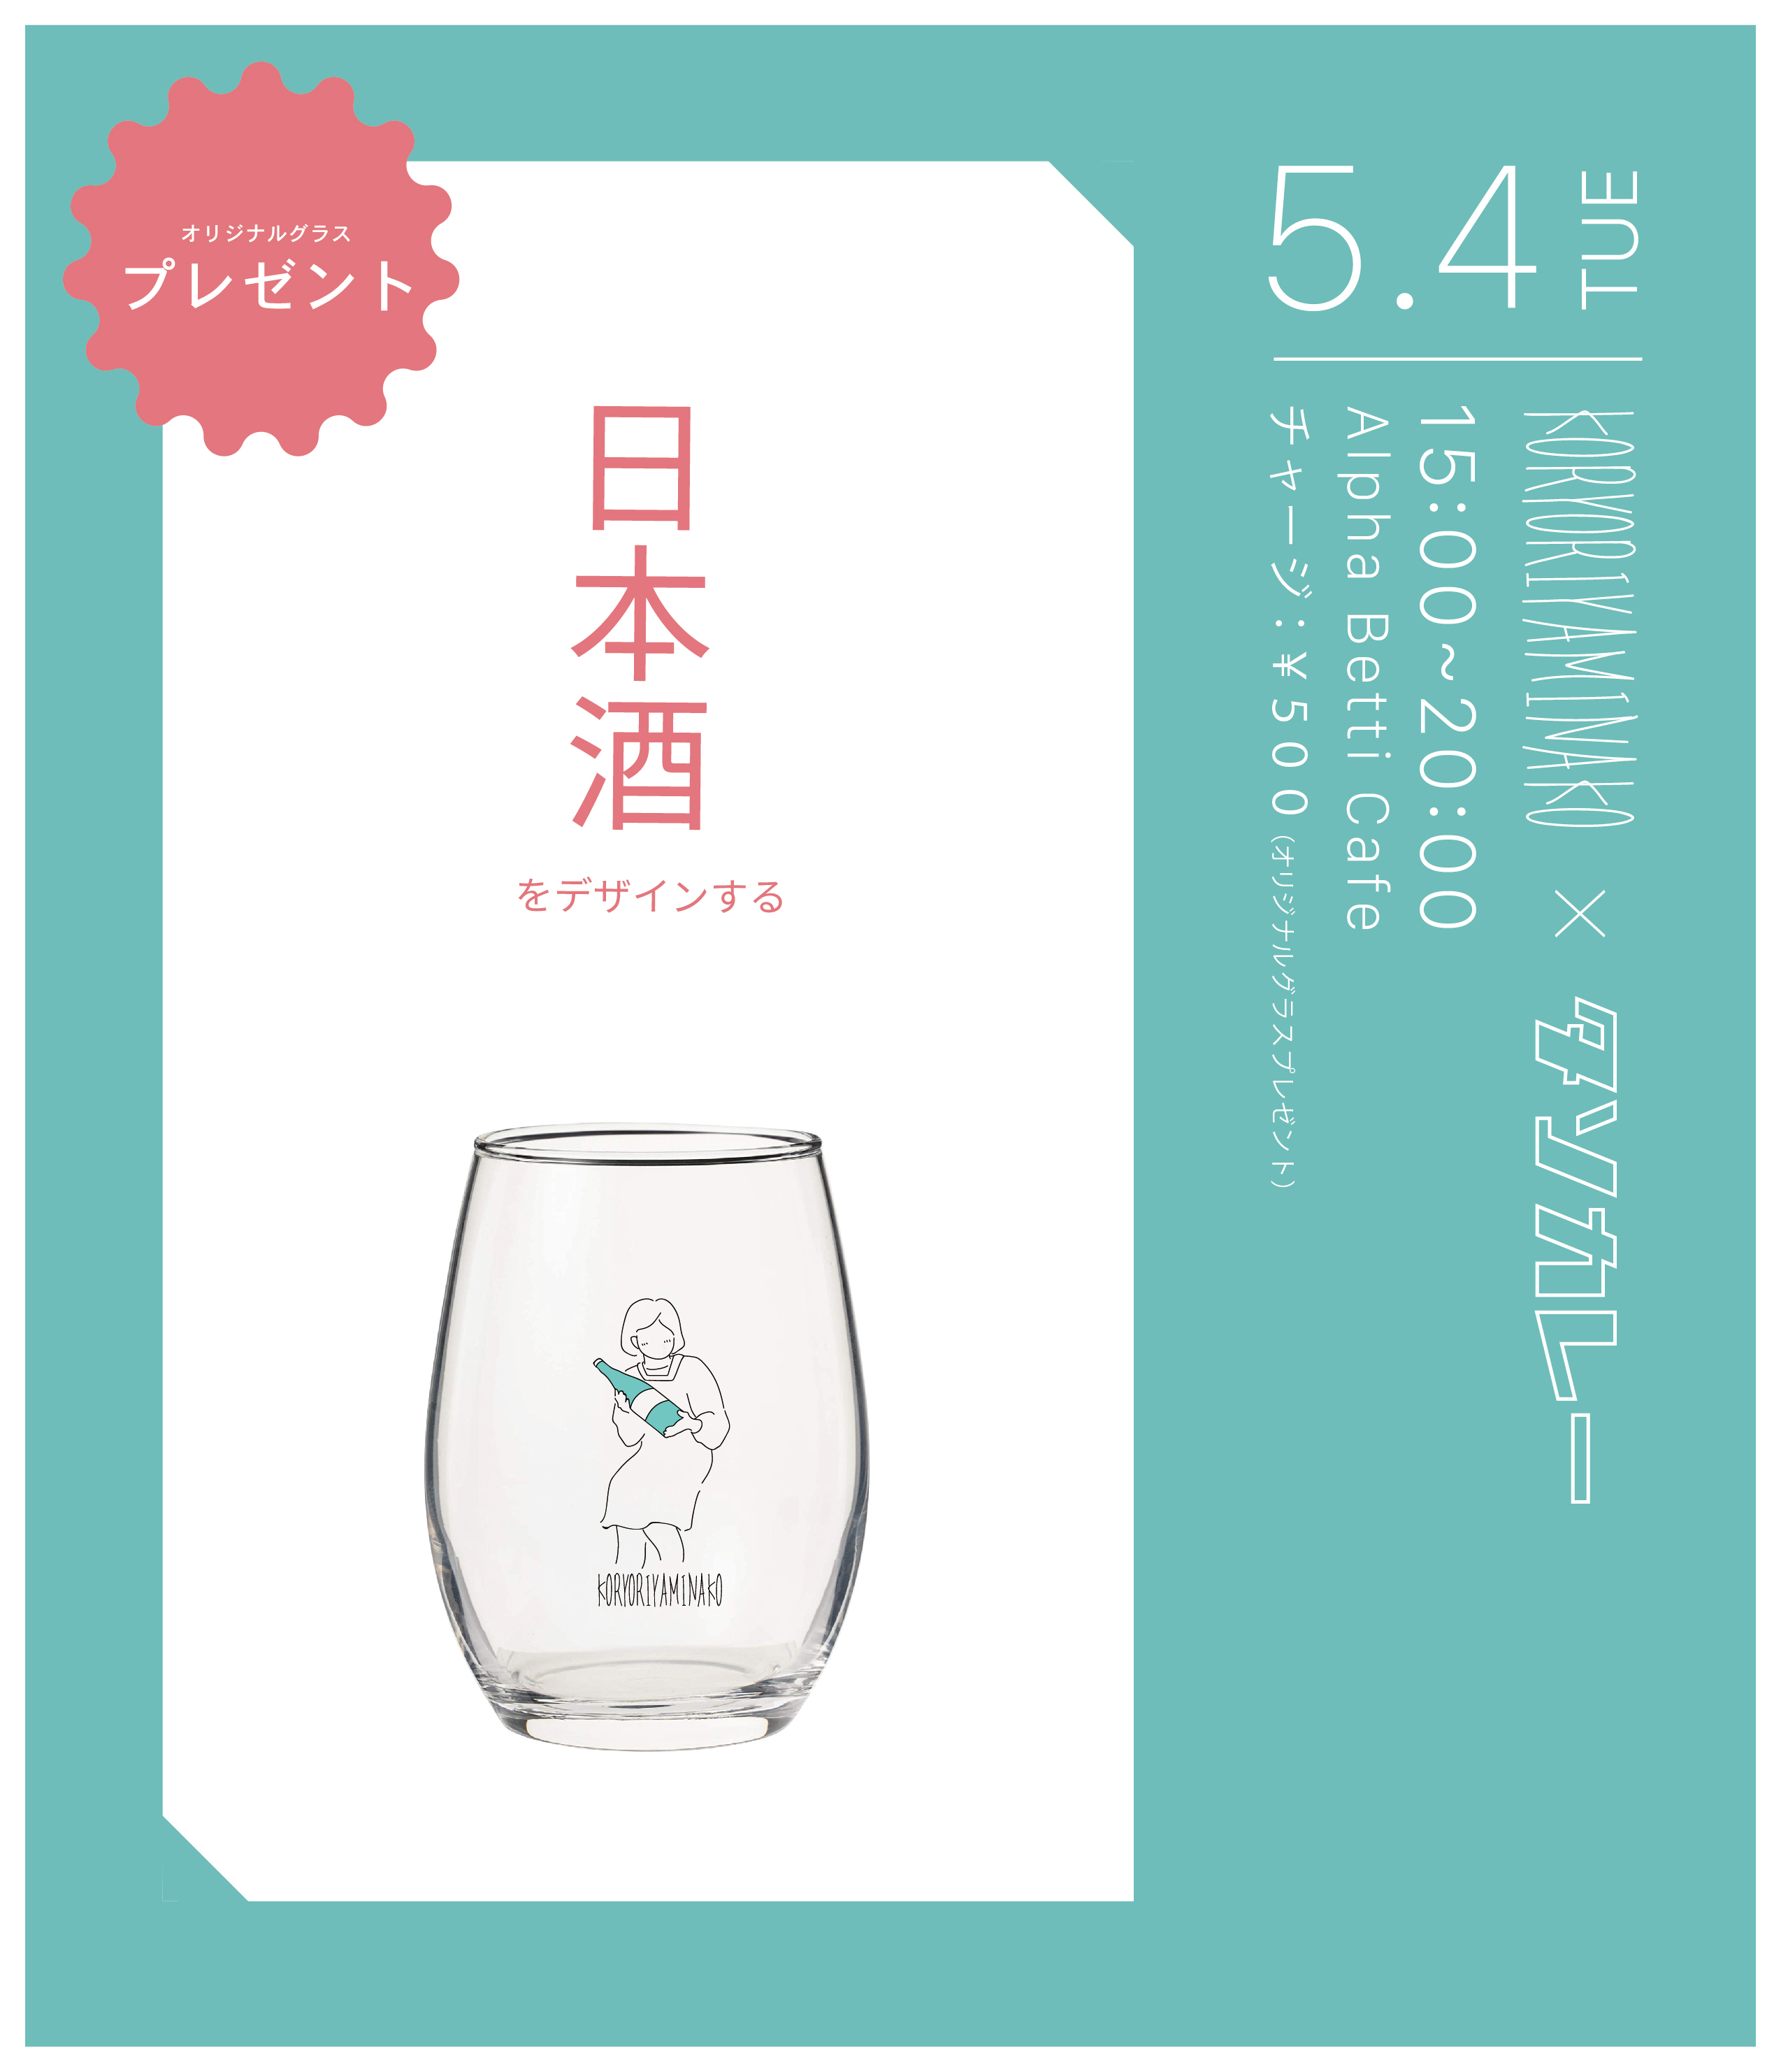 オリジナルグラス
プレゼント
日本酒
をデザインする
KORYORIYAMINAKO
5.4 TUE
KORYORIYAMINAKO × タソカレー
15:00~20:00
Alpha Betti Cafe
チャージ:¥500(オリジナルグラスプレゼント)